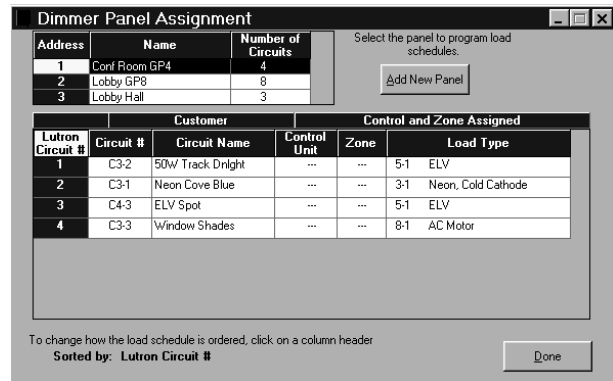 Dimmer Panel Assignment
Address Name Number of Circuits
1 Conf Room GP4 4
2 Lobby GP8 8
3 Lobby Hall 3
Select the panel to program load
schedules.
Add New Panel
Customer Control and Zone Assigned
Lutron Circuit # Circuit # Circuit Name Control Unit Zone Load Type
1 C3-2 50W Track Dnlght --- --- 5-1 ELV
2 C3-1 Neon Cove Blue --- --- 3-1 Neon, Cold Cathode
3 C4-3 ELV Spot --- --- 5-1 ELV
4 C3-3 Window Shades --- --- 8-1 AC Motor
To change how the load schedule is ordered, click on a column header
Sorted by: Lutron Circuit #
Done